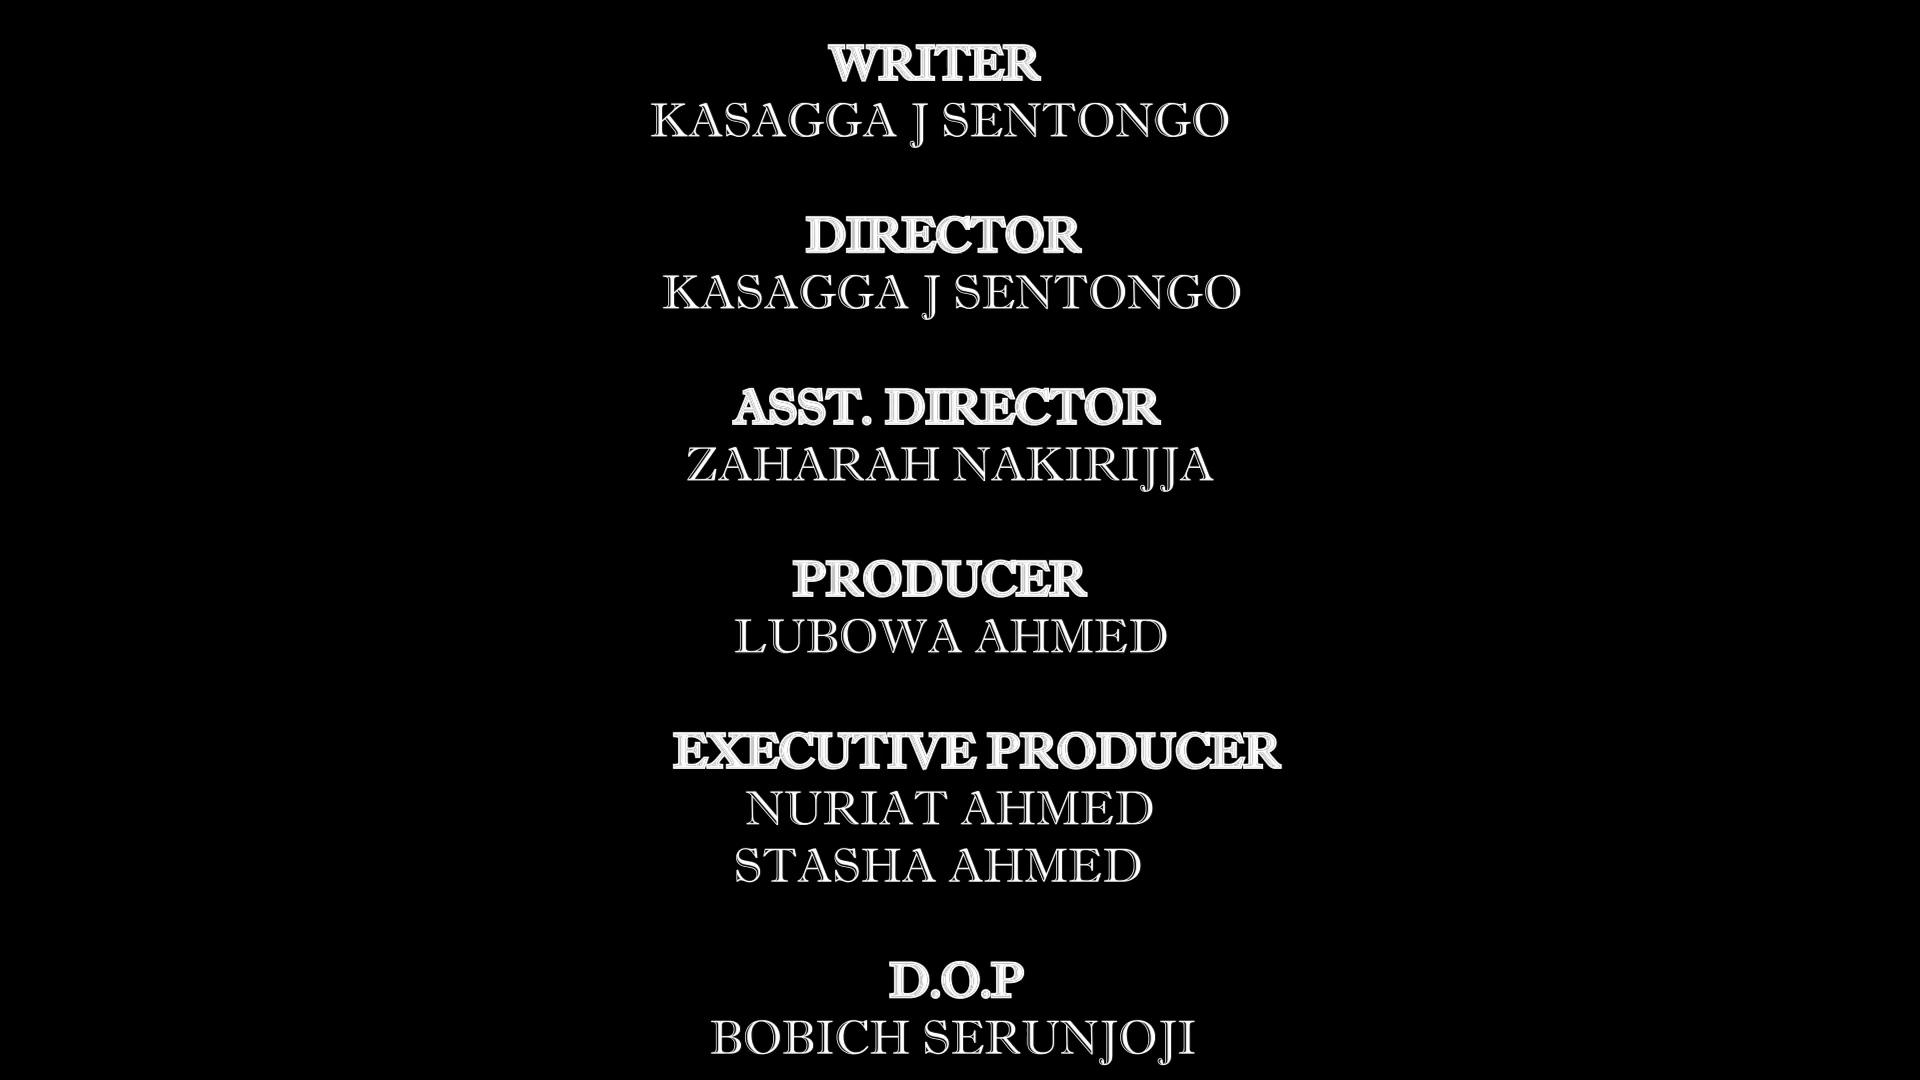 WRITER
KASAGGA J SENTONGO
DIRECTOR
KASAGGA J SENTONGO
ASST. DIRECTOR
ZAHARAH NAKIRIJJA
PRODUCER
LUBOWA AHMED
EXECUTIVE PRODUCER
NURIAT AHMED
STASHA AHMED
D.O.P
BOBICH SERUNJOJI